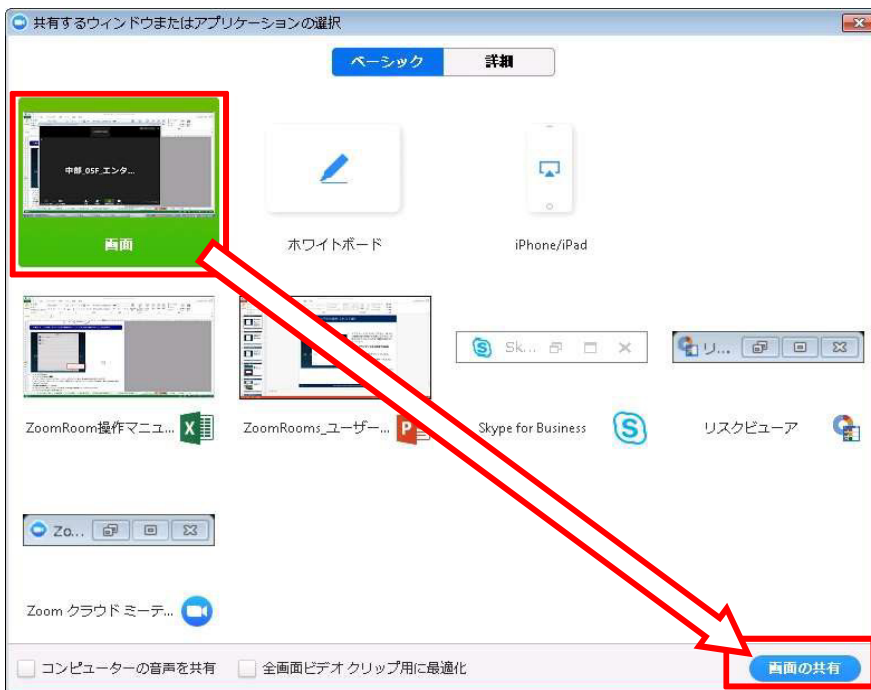 共有するウィンドウまたはアプリケーションの選択
ベーシック
詳細
中部_05F_エンタ...
画面
ホワイトボード
iPhone/iPad
Sk...
リ...
ZoomRoom操作マニュ...
ZoomRooms_ユーザー...
Skype for Business
リスクビューア
Zo...
Zoom クラウド ミーテ...
コンピューターの音声を共有
全画面ビデオ クリップ用に最適化
画面の共有